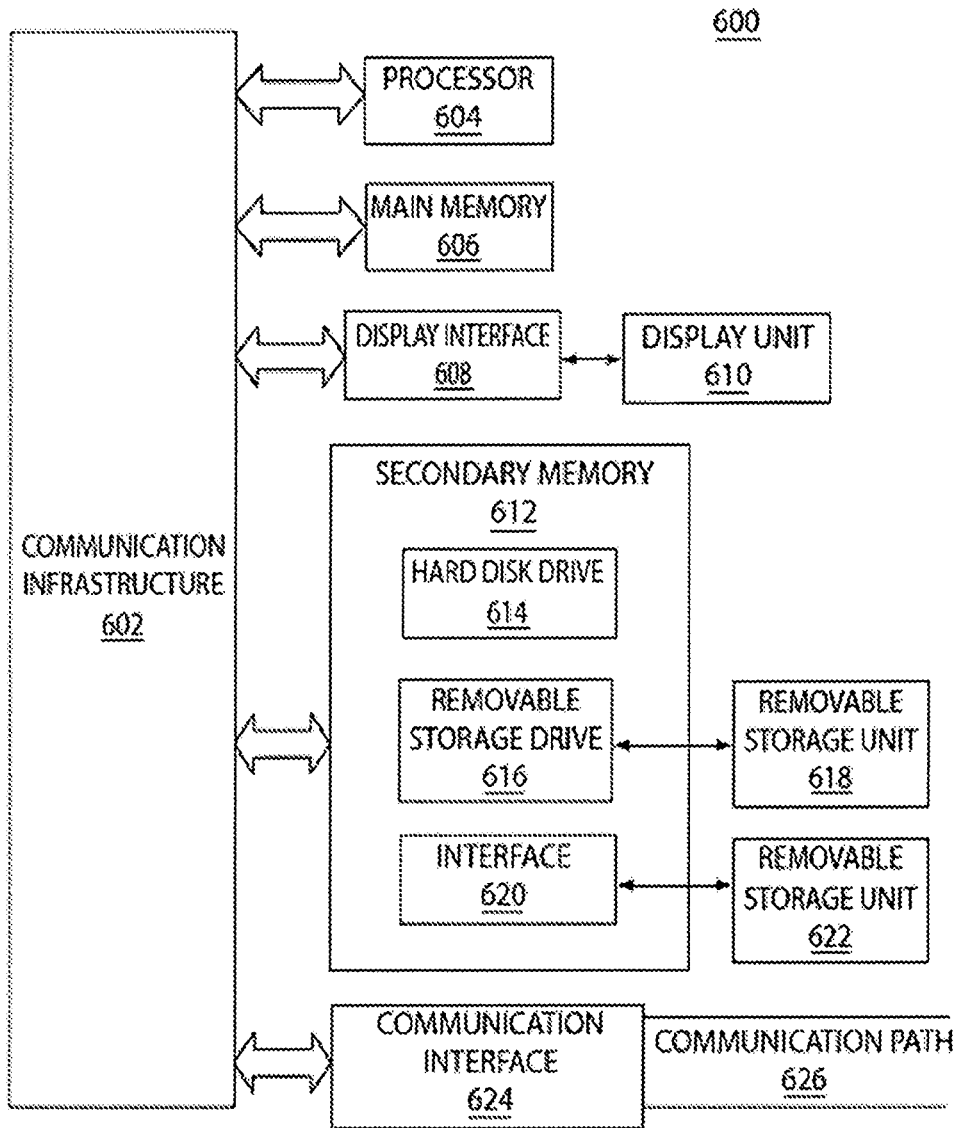 600
PROCESSOR
604
MAIN MEMORY
606
DISPLAY INTERFACE
608
DISPLAY UNIT
610
SECONDARY MEMORY
612
HARD DISK DRIVE
614
COMMUNICATION
INFRASTRUCTURE
602
REMOVABLE
STORAGE DRIVE
616
REMOVABLE
STORAGE UNIT
618
INTERFACE
620
REMOVABLE
STORAGE UNIT
622
COMMUNICATION
INTERFACE
624
COMMUNICATION PATH
626